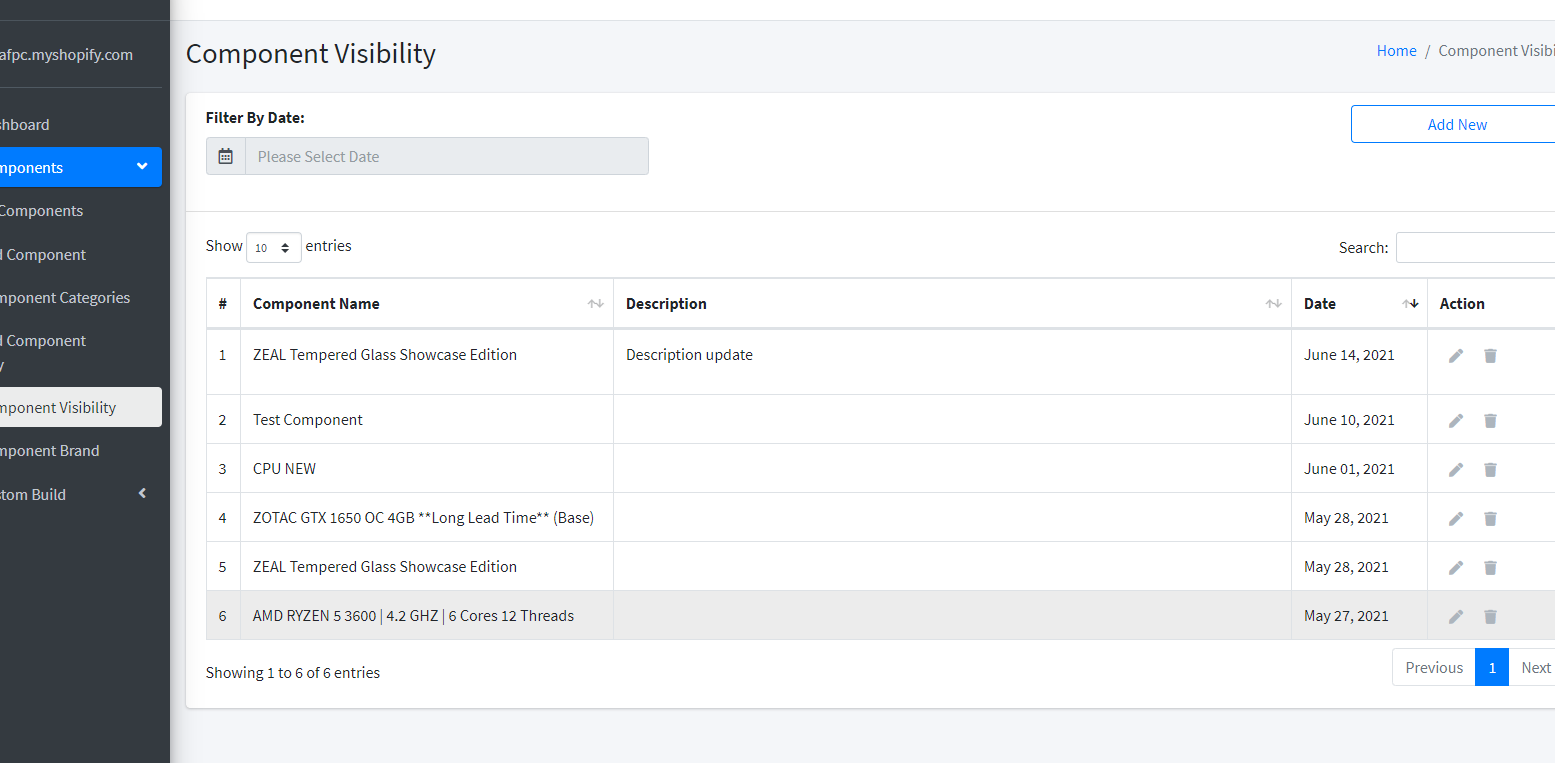 afpc.myshopify.com
Component Visibility
Home / Component Visibi
shboard
Filter By Date:
Add New
Please Select Date
mponents
Components
d Component
mponent Categories
d Component
y
mponent Visibility
mponent Brand
stom Build
Show 10 entries
Search:
# Component Name Description Date Action
1 ZEAL Tempered Glass Showcase Edition Description update June 14, 2021
2 Test Component June 10, 2021
3 CPU NEW June 01, 2021
4 ZOTAC GTX 1650 OC 4GB **Long Lead Time** (Base) May 28, 2021
5 ZEAL Tempered Glass Showcase Edition May 28, 2021
6 AMD RYZEN 5 3600 | 4.2 GHZ | 6 Cores 12 Threads May 27, 2021
Showing 1 to 6 of 6 entries
Previous 1 Next